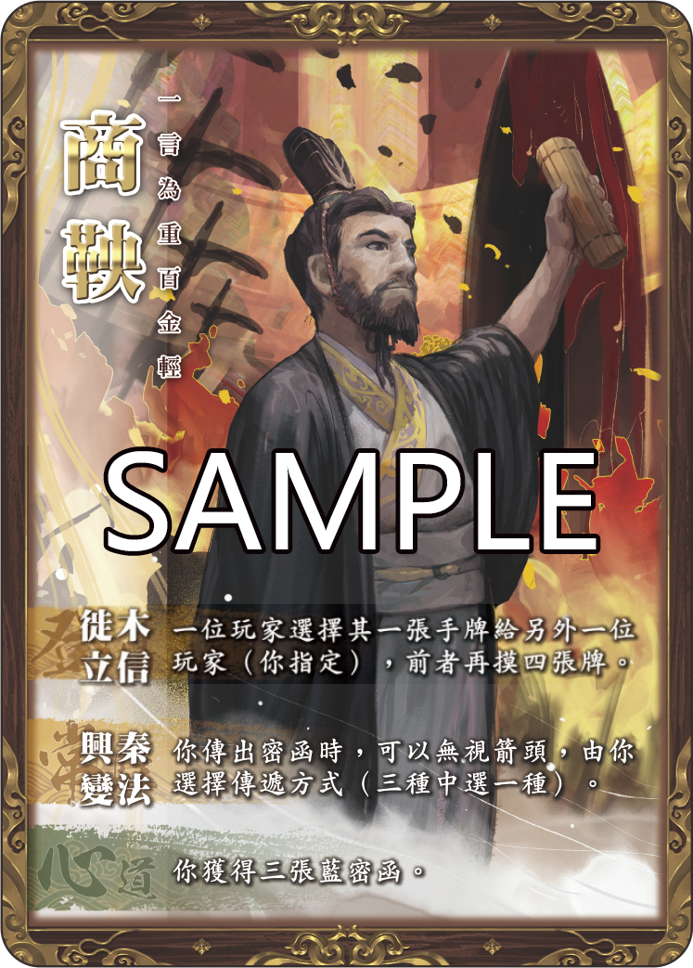 商鞅
一言為重百金輕
SAMPLE
徙木
立信
一位玩家選擇其一張手牌給另外一位
玩家（你指定），前者再摸四張牌。
興秦
變法
常
你傳出密函時，可以無視箭頭，由你
選擇傳遞方式（三種中選一種）。
心道
你獲得三張藍密函。